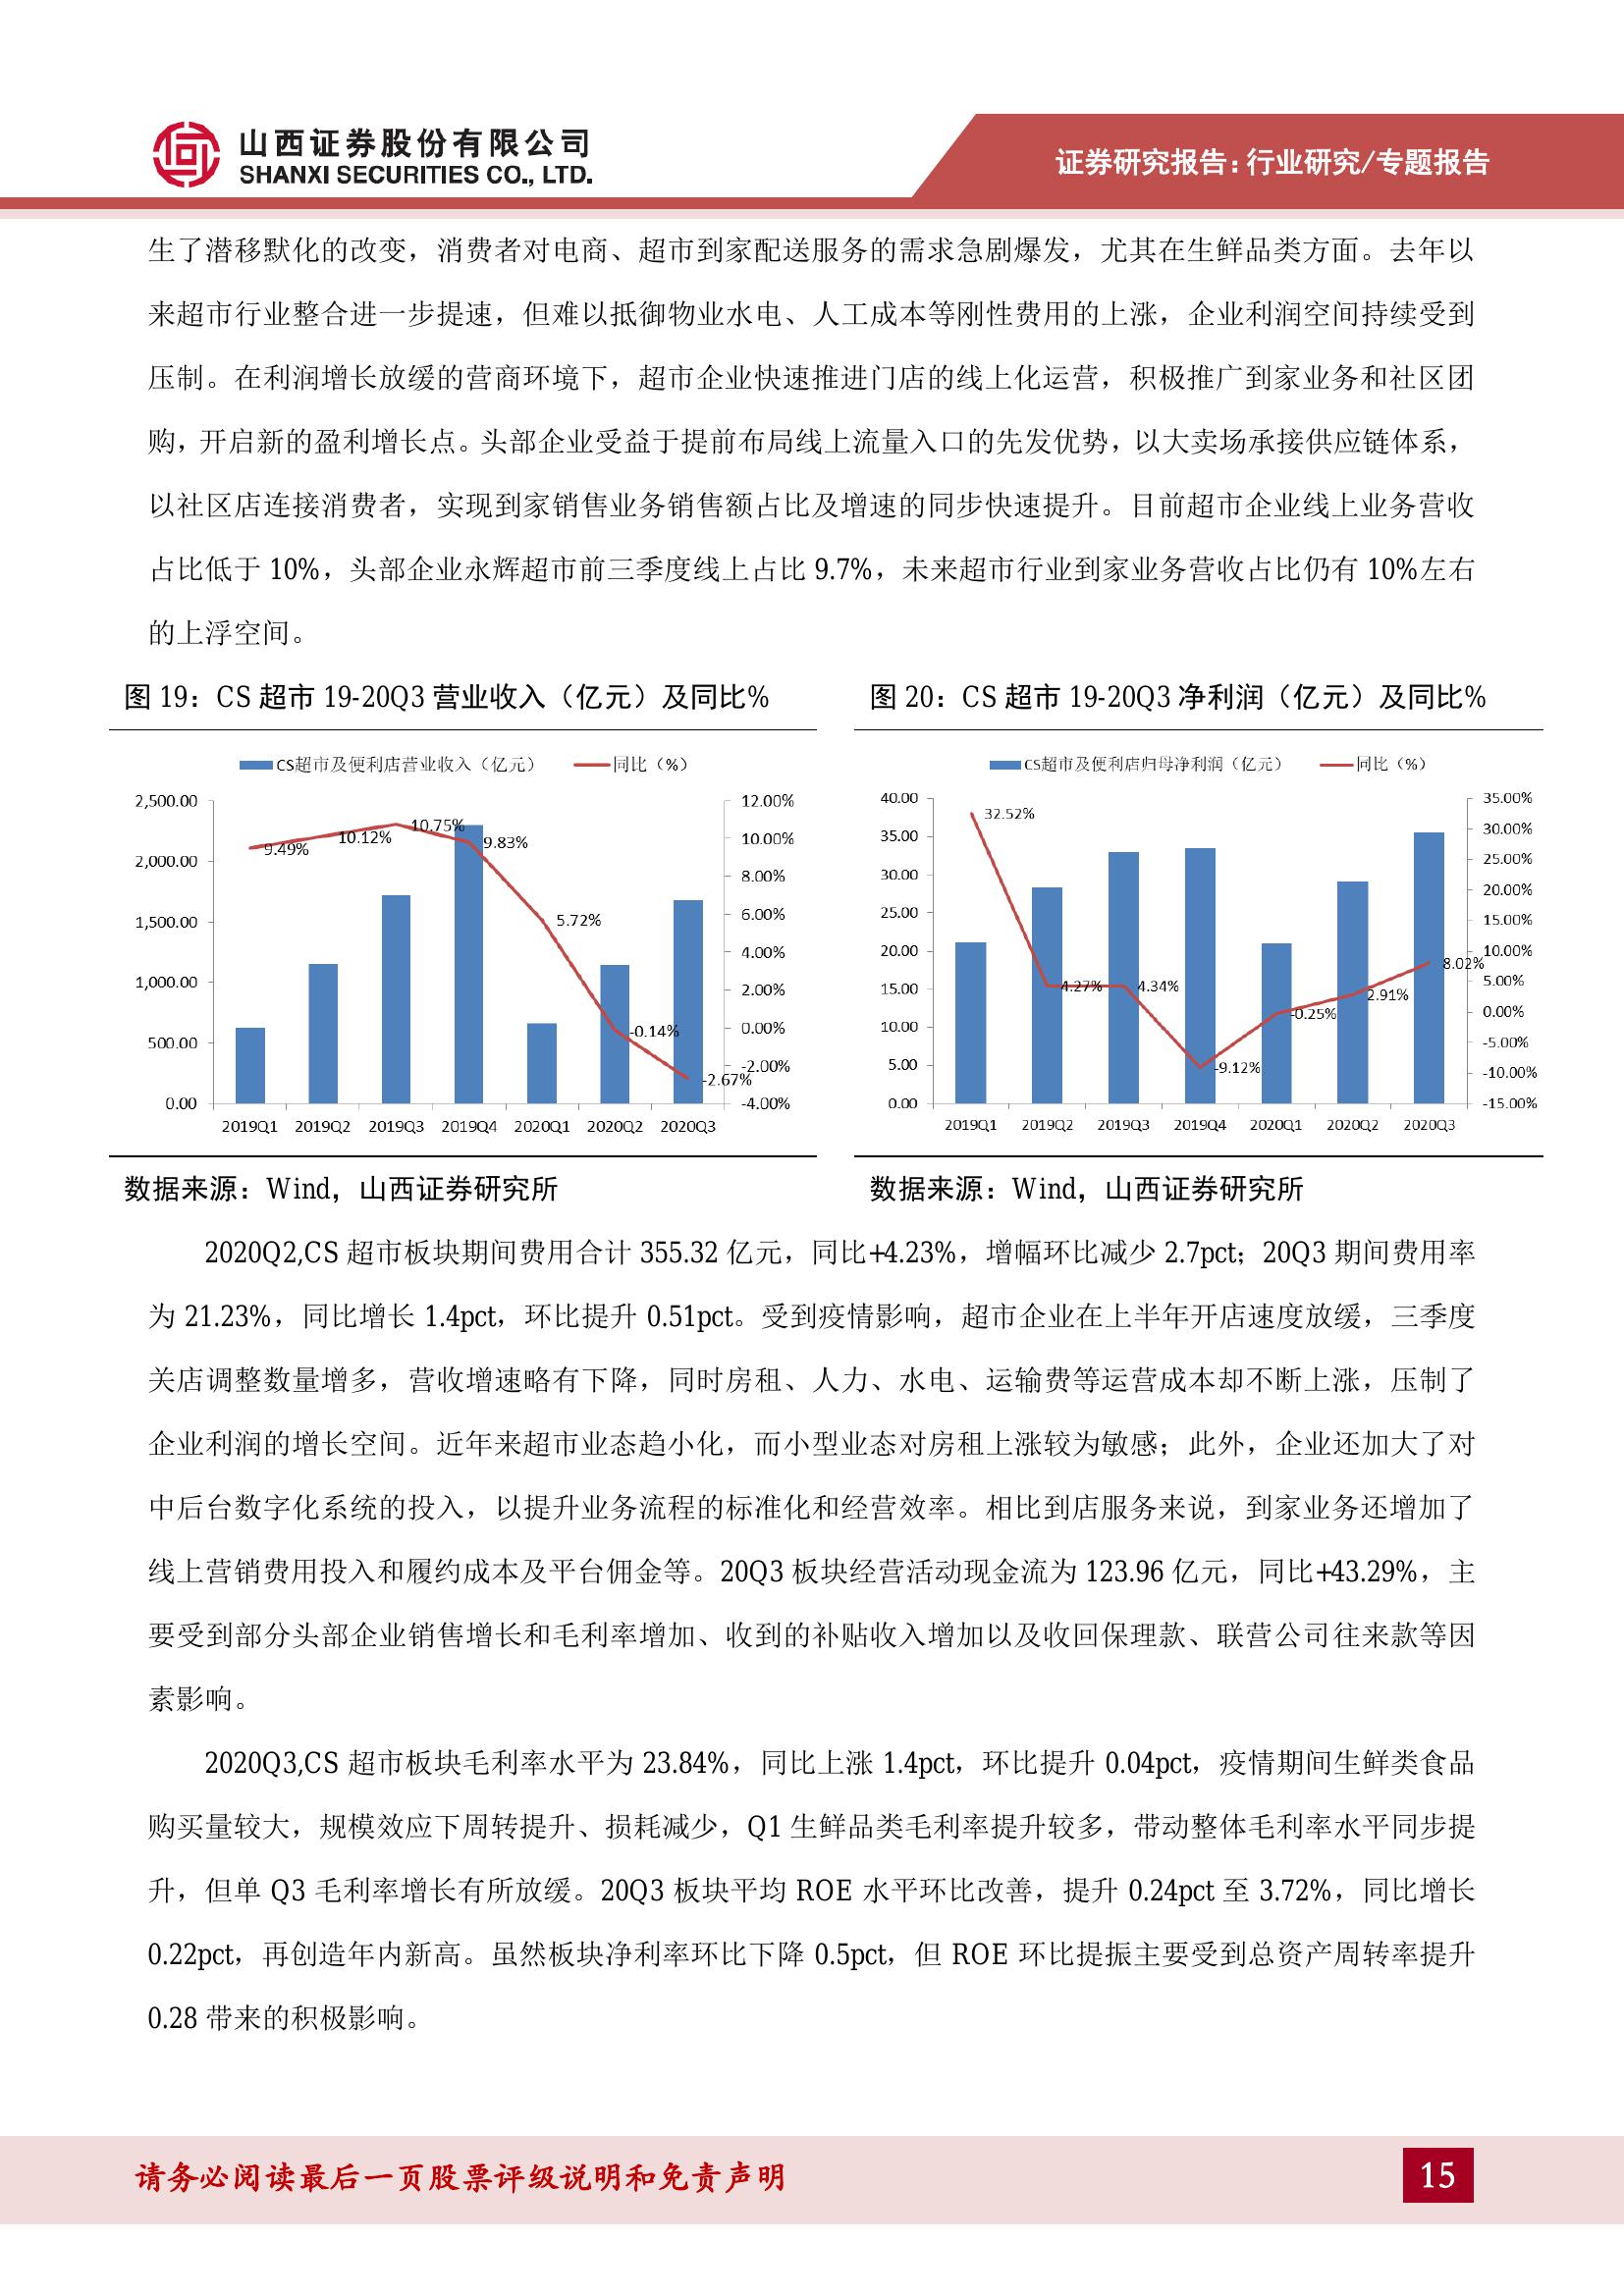 山西证券股份有限公司
SHANXI SECURITIES CO., LTD.
证券研究报告:行业研究/专题报告
生了潜移默化的改变，消费者对电商、超市到家配送服务的需求急剧爆发，尤其在生鲜品类方面。去年以
来超市行业整合进一步提速，但难以抵御物业水电、人工成本等刚性费用的上涨，企业利润空间持续受到
压制。在利润增长放缓的营商环境下，超市企业快速推进门店的线上化运营，积极推广到家业务和社区团
购，开启新的盈利增长点。头部企业受益于提前布局线上流量入口的先发优势，以大卖场承接供应链体系，
以社区店连接消费者，实现到家销售业务销售额占比及增速的同步快速提升。目前超市企业线上业务营收
占比低于 10%，头部企业永辉超市前三季度线上占比 9.7%，未来超市行业到家业务营收占比仍有 10%左右
的上浮空间。
图 19：CS 超市 19-20Q3 营业收入（亿元）及同比%
CS超市及便利店营业收入（亿元）
同比（%）
2,500.00
2,000.00
1,500.00
1,000.00
500.00
0.00
12.00%
10.00%
8.00%
6.00%
4.00%
2.00%
0.00%
-2.00%
-4.00%
9.49%
10.12%
10.75%
9.83%
5.72%
-0.14%
-2.67%
2019Q1 2019Q2 2019Q3 2019Q4 2020Q1 2020Q2 2020Q3
数据来源：Wind，山西证券研究所
图 20：CS 超市 19-20Q3 净利润（亿元）及同比%
CS超市及便利店归母净利润（亿元）
同比（%）
40.00
35.00
30.00
25.00
20.00
15.00
10.00
5.00
0.00
35.00%
30.00%
25.00%
20.00%
15.00%
10.00%
5.00%
0.00%
-5.00%
-10.00%
-15.00%
32.52%
4.27%
4.34%
-9.12%
-0.25%
2.91%
8.02%
2019Q1 2019Q2 2019Q3 2019Q4 2020Q1 2020Q2 2020Q3
数据来源：Wind，山西证券研究所
2020Q2,CS 超市板块期间费用合计 355.32 亿元，同比+4.23%，增幅环比减少 2.7pct；20Q3 期间费用率
为 21.23%，同比增长 1.4pct，环比提升 0.51pct。受到疫情影响，超市企业在上半年开店速度放缓，三季度
关店调整数量增多，营收增速略有下降，同时房租、人力、水电、运输费等运营成本却不断上涨，压制了
企业利润的增长空间。近年来超市业态趋小化，而小型业态对房租上涨较为敏感；此外，企业还加大了对
中后台数字化系统的投入，以提升业务流程的标准化和经营效率。相比到店服务来说，到家业务还增加了
线上营销费用投入和履约成本及平台佣金等。20Q3 板块经营活动现金流为 123.96 亿元，同比+43.29%，主
要受到部分头部企业销售增长和毛利率增加、收到的补贴收入增加以及收回保理款、联营公司往来款等因
素影响。
2020Q3,CS 超市板块毛利率水平为 23.84%，同比上涨 1.4pct，环比提升 0.04pct，疫情期间生鲜类食品
购买量较大，规模效应下周转提升、损耗减少，Q1 生鲜品类毛利率提升较多，带动整体毛利率水平同步提
升，但单 Q3 毛利率增长有所放缓。20Q3 板块平均 ROE 水平环比改善，提升 0.24pct 至 3.72%，同比增长
0.22pct，再创造年内新高。虽然板块净利率环比下降 0.5pct，但 ROE 环比提振主要受到总资产周转率提升
0.28 带来的积极影响。
请务必阅读最后一页股票评级说明和免责声明
15